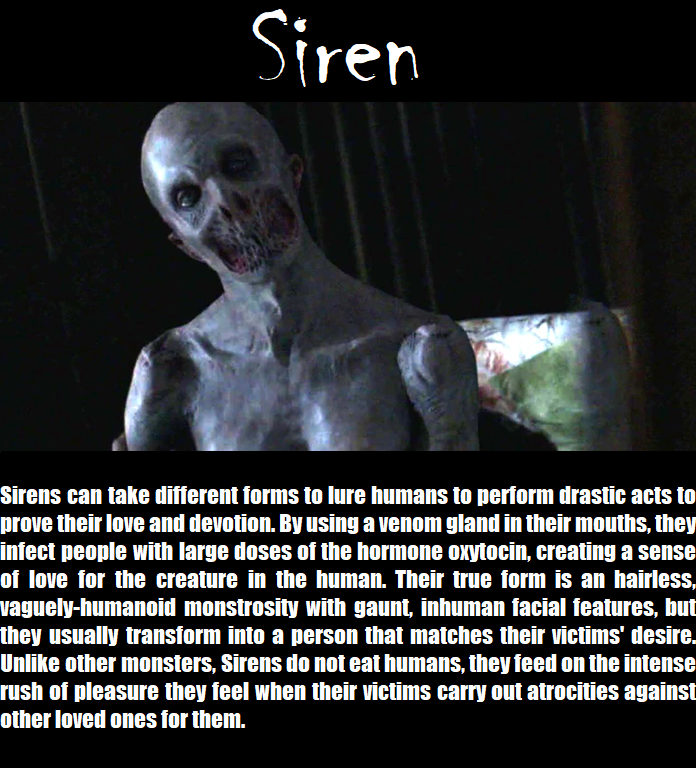 Siren
Sirens can take different forms to lure humans to perform drastic acts to
prove their love and devotion. By using a venom gland in their mouths, they
infect people with large doses of the hormone oxytocin, creating a sense
of love for the creature in the human. Their true form is an hairless,
vaguely-humanoid monstrosity with gaunt, inhuman facial features, but
they usually transform into a person that matches their victims' desire.
Unlike other monsters, Sirens do not eat humans, they feed on the intense
rush of pleasure they feel when their victims carry out atrocities against
other loved ones for them.